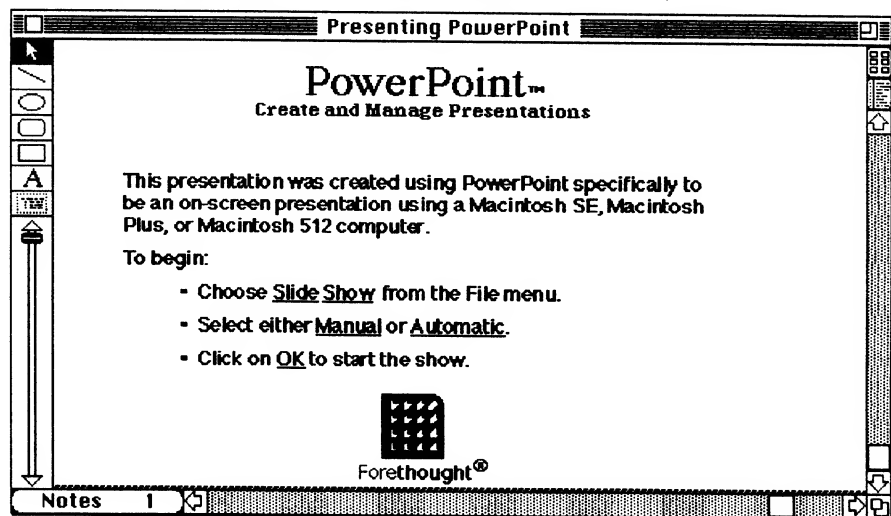 Presenting PowerPoint
PowerPoint™
Create and Manage Presentations
A
This presentation was created using PowerPoint specifically to
be an on-screen presentation using a Macintosh SE, Macintosh
Plus, or Macintosh 512 computer.
To begin:
- Choose Slide Show from the File menu.
- Select either Manual or Automatic.
- Click on OK to start the show.
Forethought®
Notes 1